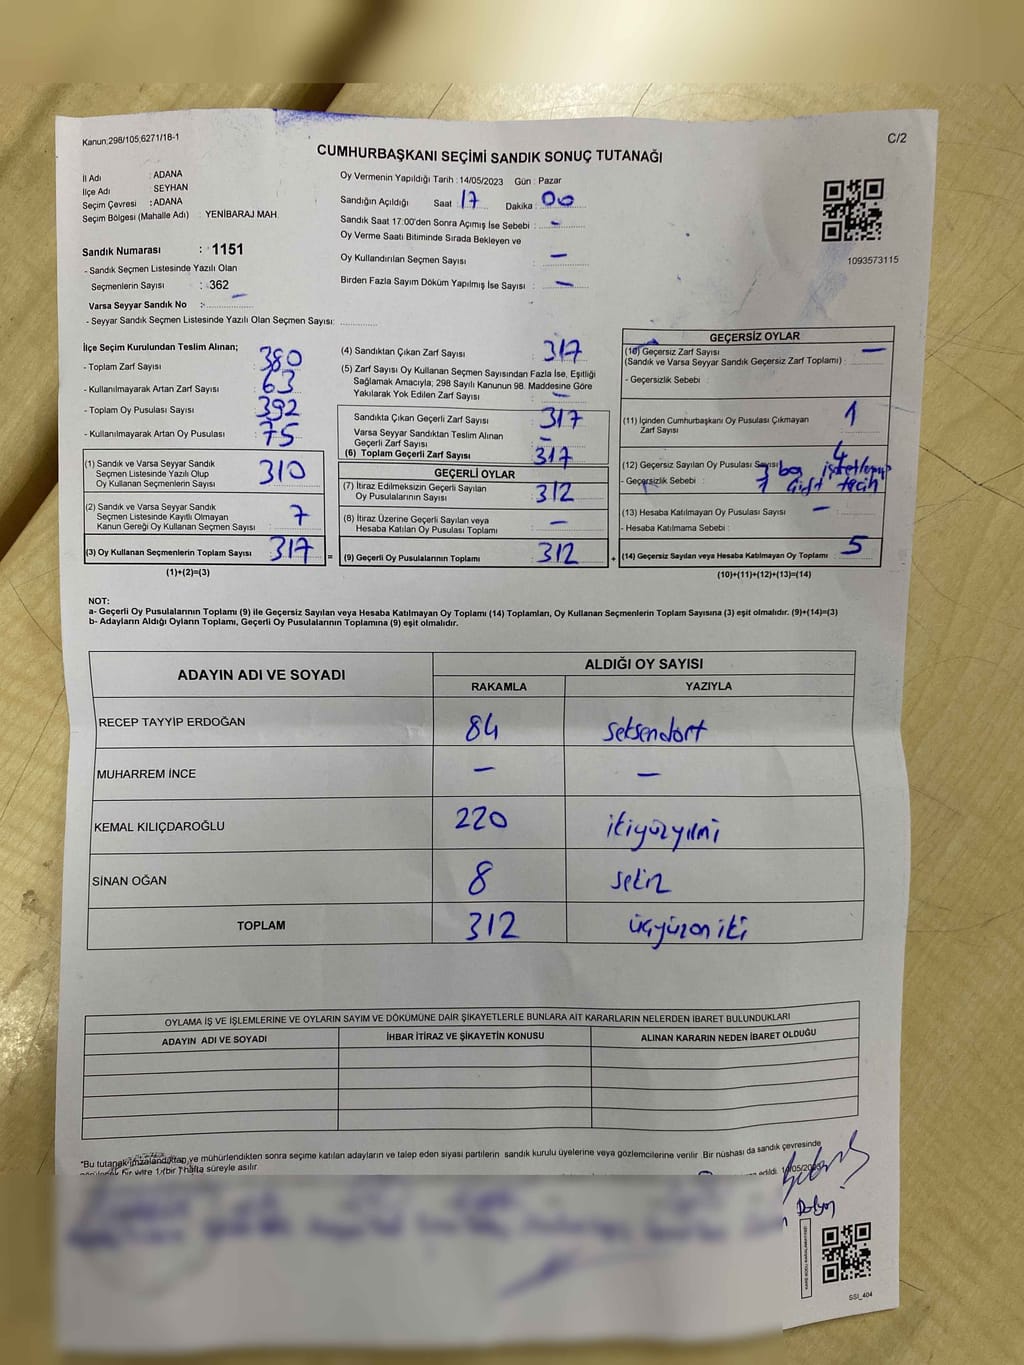 Kanun;298/105;6271/18-1
C/2
CUMHURBAŞKANI SEÇİMİ SANDIK SONUÇ TUTANAĞI
İl Adı : ADANA
İlçe Adı : SEYHAN
Seçim Çevresi : ADANA
Seçim Bölgesi (Mahalle Adı) : YENİBARAJ MAH.
Sandık Numarası : 1151
- Sandık Seçmen Listesinde Yazılı Olan
Seçmenlerin Sayısı : 362
Varsa Seyyar Sandık No : –
- Seyyar Sandık Seçmen Listesinde Yazılı Olan Seçmen Sayısı:
Oy Vermenin Yapıldığı Tarih : 14/05/2023 Gün : Pazar
Sandığın Açıldığı Saat 17 Dakika : 00
Sandık Saat 17:00'den Sonra Açımış İse Sebebi : –
Oy Verme Saati Bitiminde Sırada Bekleyen ve
Oy Kullandırılan Seçmen Sayısı –
Birden Fazla Sayım Döküm Yapılmış İse Sayısı : –
1093573115
İlçe Seçim Kurulundan Teslim Alınan;
- Toplam Zarf Sayısı : 380
- Kullanılmayarak Artan Zarf Sayısı : 63
- Toplam Oy Pusulası Sayısı : 392
- Kullanılmayarak Artan Oy Pusulası : 75
(1) Sandık ve Varsa Seyyar Sandık
Seçmen Listesinde Yazılı Olup
Oy Kullanan Seçmenlerin Sayısı : 310
(2) Sandık ve Varsa Seyyar Sandık
Seçmen Listesinde Kayıtlı Olmayan
Kanun Gereği Oy Kullanan Seçmen Sayısı : 7
(3) Oy Kullanan Seçmenlerin Toplam Sayısı : 317
(1)+(2)=(3)
=
(4) Sandıktan Çıkan Zarf Sayısı : 317
(5) Zarf Sayısı Oy Kullanan Seçmen Sayısından Fazla İse, Eşitliği
Sağlamak Amacıyla; 298 Sayılı Kanunun 98. Maddesine Göre
Yakılarak Yok Edilen Zarf Sayısı : –
Sandıkta Çıkan Geçerli Zarf Sayısı : 317
Varsa Seyyar Sandıktan Teslim Alınan
Geçerli Zarf Sayısı : –
(6) Toplam Geçerli Zarf Sayısı : 317
GEÇERLİ OYLAR
(7) İtiraz Edilmeksizin Geçerli Sayılan
Oy Pusulalarının Sayısı : 312
(8) İtiraz Üzerine Geçerli Sayılan veya
Hesaba Katılan Oy Pusulası Toplamı : –
(9) Geçerli Oy Pusulalarının Toplamı : 312
+
GEÇERSİZ OYLAR
(10) Geçersiz Zarf Sayısı
(Sandık ve Varsa Seyyar Sandık Geçersiz Zarf Toplamı) : –
- Geçersizlik Sebebi :
(11) İçinden Cumhurbaşkanı Oy Pusulası Çıkmayan
Zarf Sayısı : 1
(12) Geçersiz Sayılan Oy Pusulası Sayısı : 4
- Geçersizlik Sebebi : 3
1 Çift
(13) Hesaba Katılmayan Oy Pusulası Sayısı : –
- Hesaba Katılmama Sebebi :
(14) Geçersiz Sayılan veya Hesaba Katılmayan Oy Toplamı : 5
(10)+(11)+(12)+(13)=(14)
NOT:
a- Geçerli Oy Pusulalarının Toplamı (9) ile Geçersiz Sayılan veya Hesaba Katılmayan Oy Toplamı (14) Toplamları, Oy Kullanan Seçmenlerin Toplam Sayısına (3) eşit olmalıdır. (9)+(14)=(3)
b- Adayların Aldığı Oyların Toplamı, Geçerli Oy Pusulalarının Toplamına (9) eşit olmalıdır.
ADAYIN ADI VE SOYADI
ALDIĞI OY SAYISI
RAKAMLA YAZIYLA
RECEP TAYYİP ERDOĞAN 84 seksendört
MUHARREM İNCE – –
KEMAL KILIÇDAROĞLU 220 ikiyüzyirmi
SİNAN OĞAN 8 sekiz
TOPLAM 312 üçyüzoniki
OYLAMA İŞ VE İŞLEMLERİNE VE OYLARIN SAYIM VE DÖKÜMÜNE DAİR ŞİKAYETLERLE BUNLARA AİT KARARLARIN NELERDEN İBARET BULUNDUKLARI
ADAYIN ADI VE SOYADI İHBAR İTİRAZ VE ŞİKAYETİN KONUSU ALINAN KARARIN NEDEN İBARET OLDUĞU
"Bu tutanak imzalandıktan ve mühürlendikten sonra seçime katılan adayların ve talep eden siyasi partilerin sandık kurulu üyelerine veya gözlemcilerine verilir. Bir nüshası da sandık çevresinde
1 (bir) hafta süreyle asılır. edildi. 14/05/2023
SSI_404